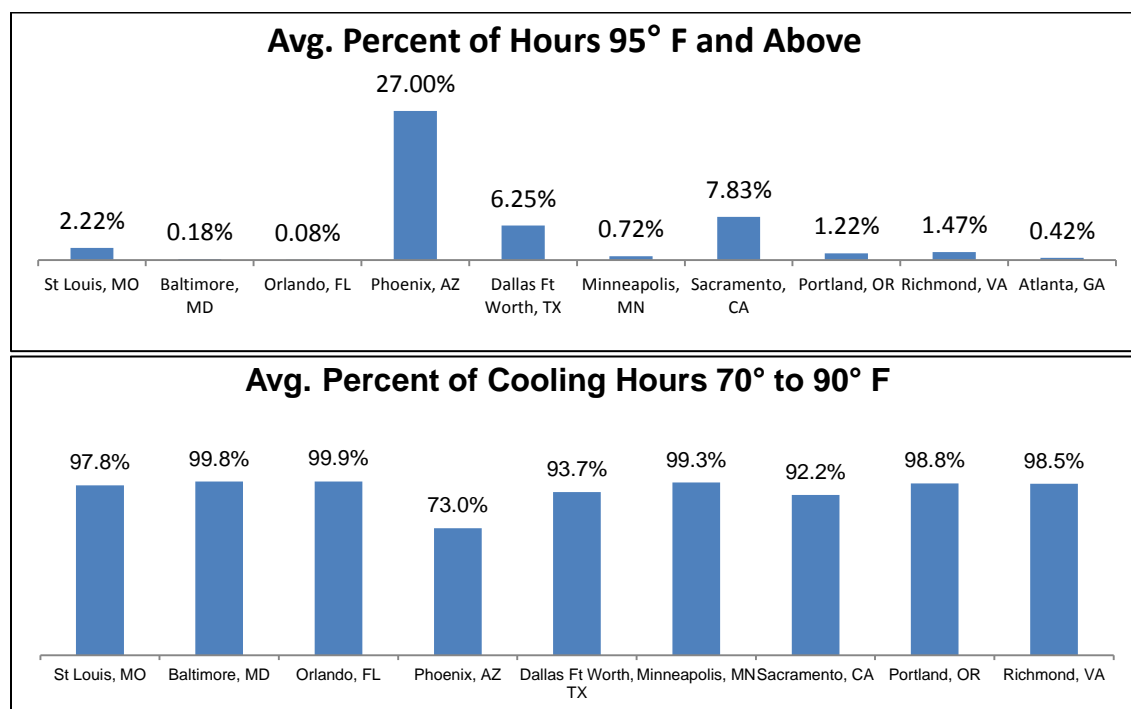 Avg. Percent of Hours 95° F and Above
27.00%
7.83%
6.25%
2.22%
0.18%
0.08%
0.72%
1.22%
1.47%
0.42%
St Louis, MO
Baltimore,
MD
Orlando, FL
Phoenix, AZ
Dallas Ft
Worth, TX
Minneapolis,
MN
Sacramento,
CA
Portland, OR
Richmond, VA
Atlanta, GA
Avg. Percent of Cooling Hours 70° to 90° F
97.8%
99.8%
99.9%
73.0%
93.7%
99.3%
92.2%
98.8%
98.5%
St Louis, MO
Baltimore, MD
Orlando, FL
Phoenix, AZ
Dallas Ft Worth,
TX
Minneapolis, MN
Sacramento, CA
Portland, OR
Richmond, VA